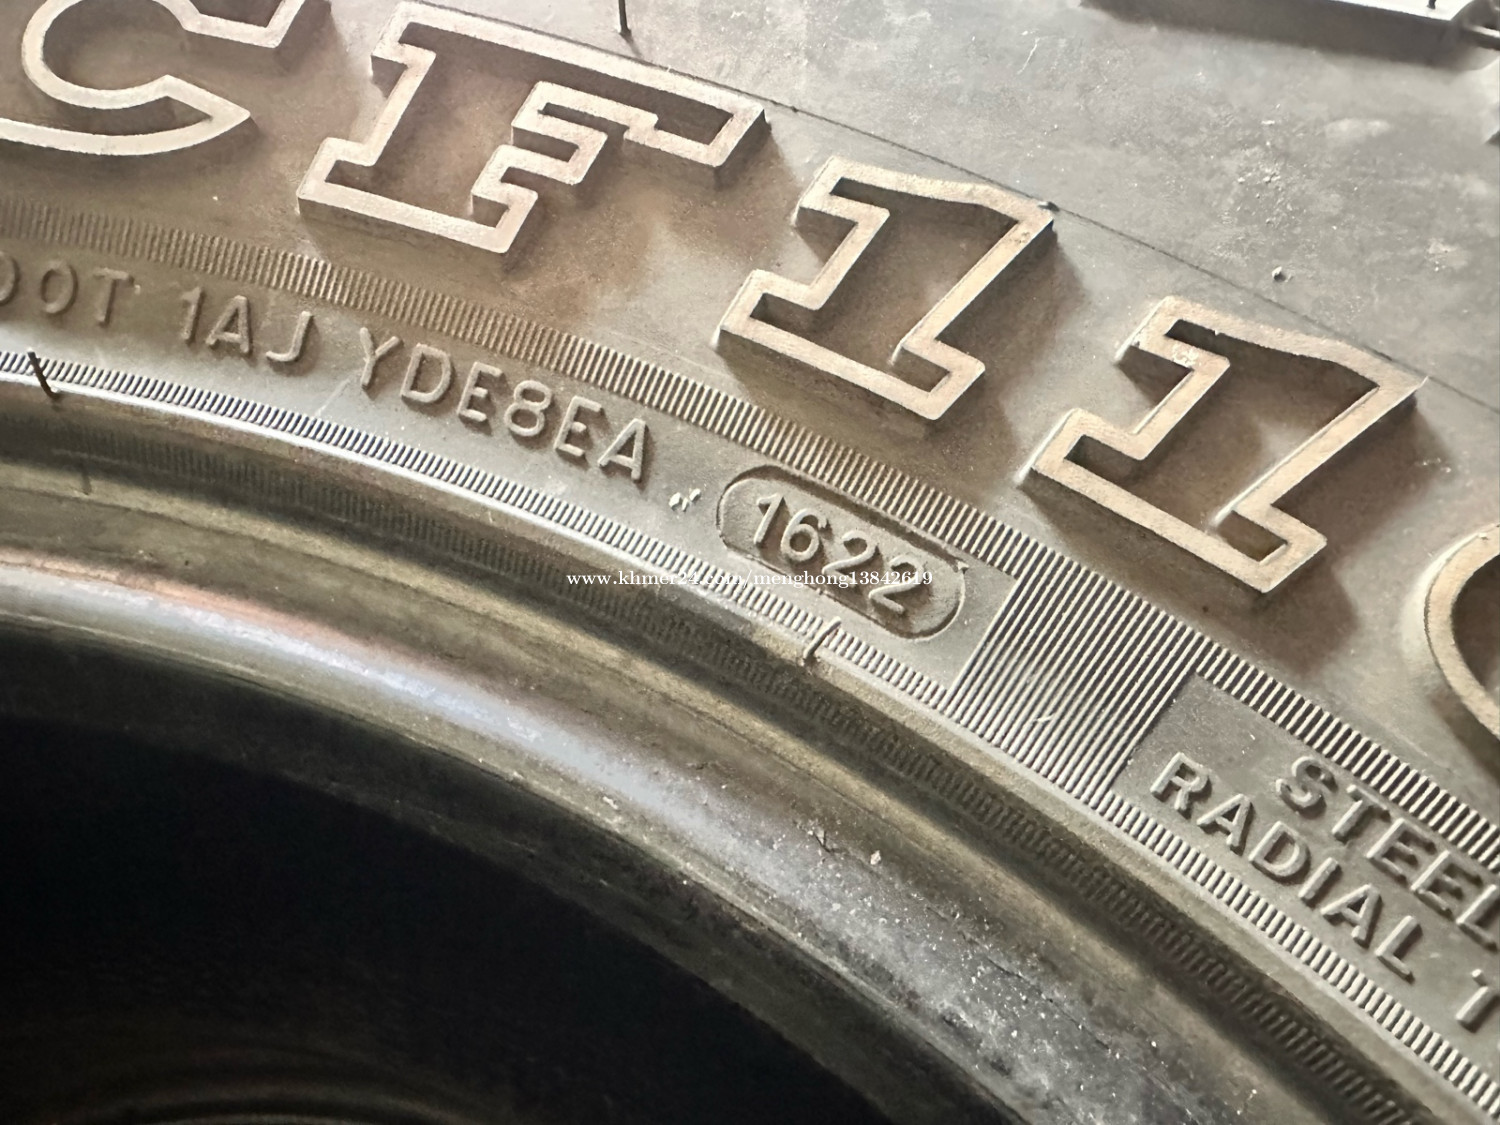 CF11
DOT 1AJ YDE8EA 1622
www.khmer24.com/menghong13842619
STEEL
RADIAL